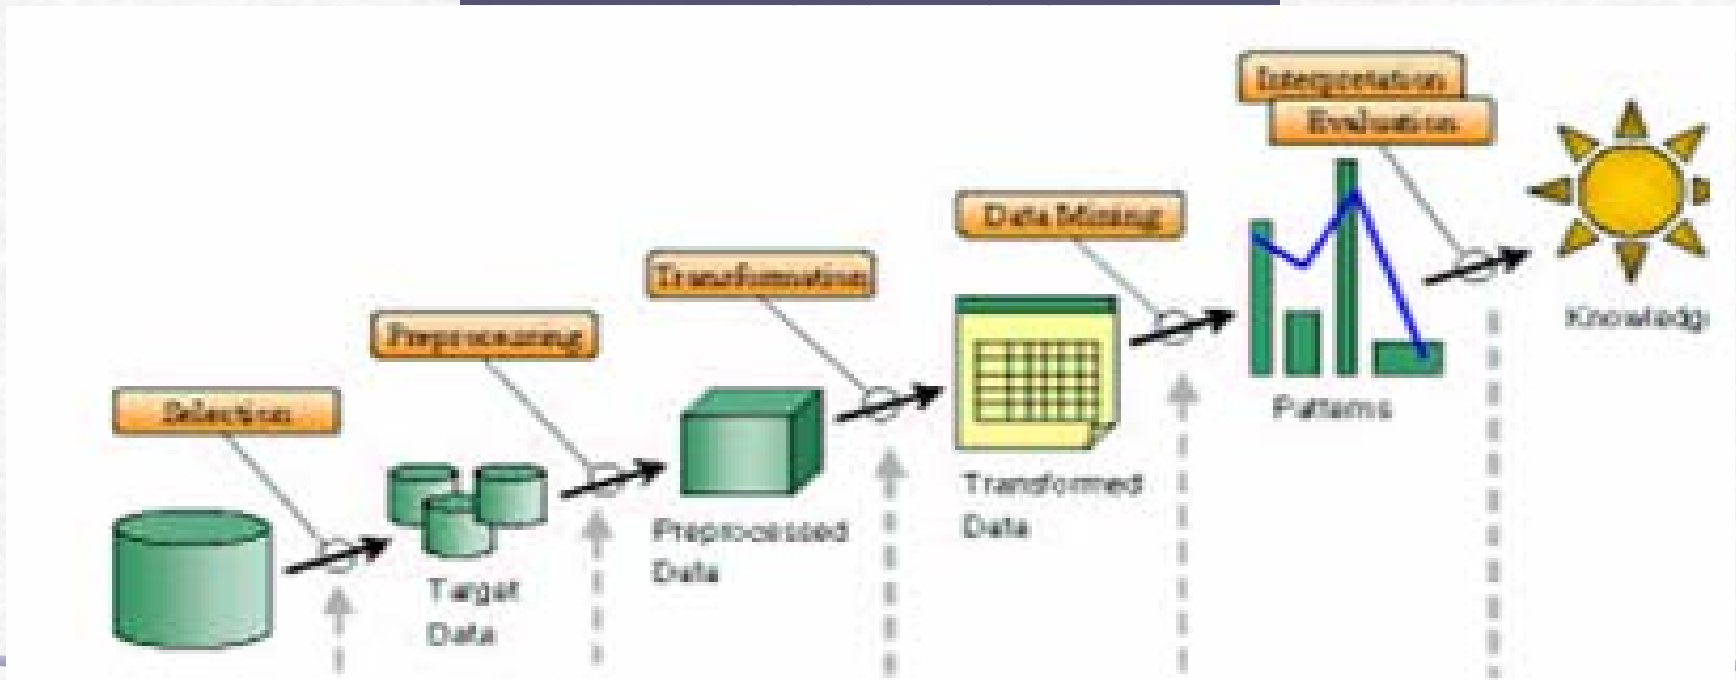 Interpretation
Evaluation
Data Mining
Transformation
Preprocessing
Selection
Knowledg
Patterns
Transformed
Data
Preprocessed
Data
Target
Data